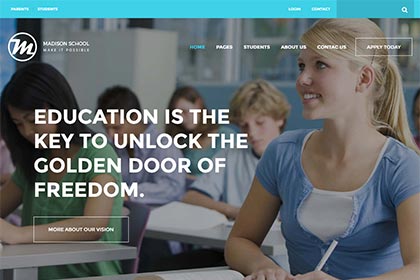 PARENTS STUDENTS LOGIN CONTACT
MADISON SCHOOL
MAKE IT POSSIBLE
HOME PAGES STUDENTS ABOUT US CONTAC US APPLY TODAY
EDUCATION IS THE
KEY TO UNLOCK THE
GOLDEN DOOR OF
FREEDOM.
MORE ABOUT OUR VISION